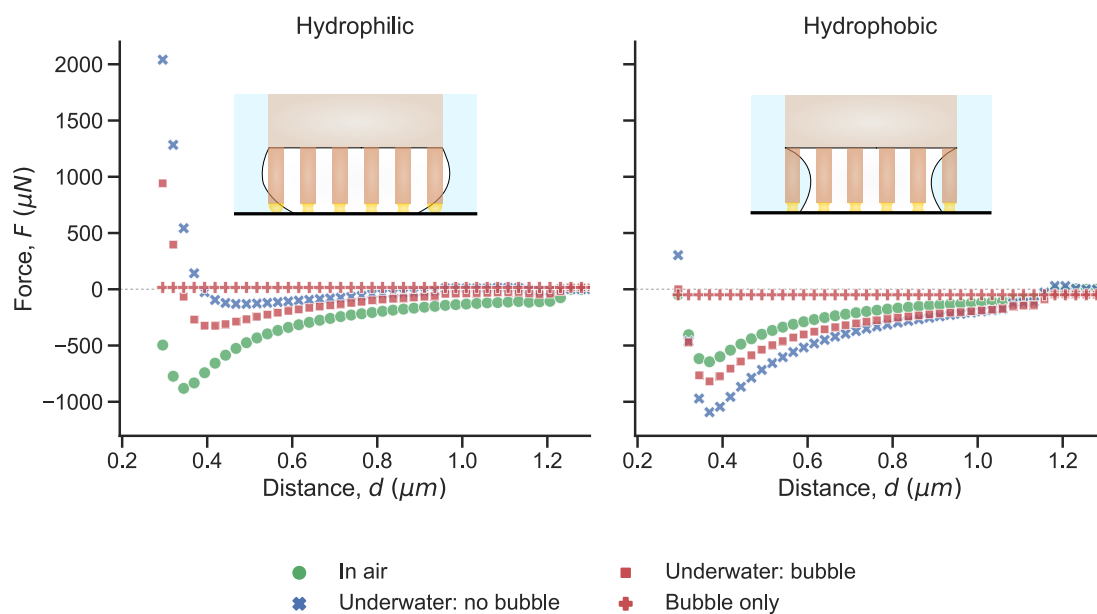 Hydrophilic
Hydrophobic
Force, F (μN)
2000
1500
1000
500
0
−500
−1000
0.2 0.4 0.6 0.8 1.0 1.2
0.2 0.4 0.6 0.8 1.0 1.2
Distance, d (μm)
Distance, d (μm)
In air
Underwater: no bubble
Underwater: bubble
Bubble only